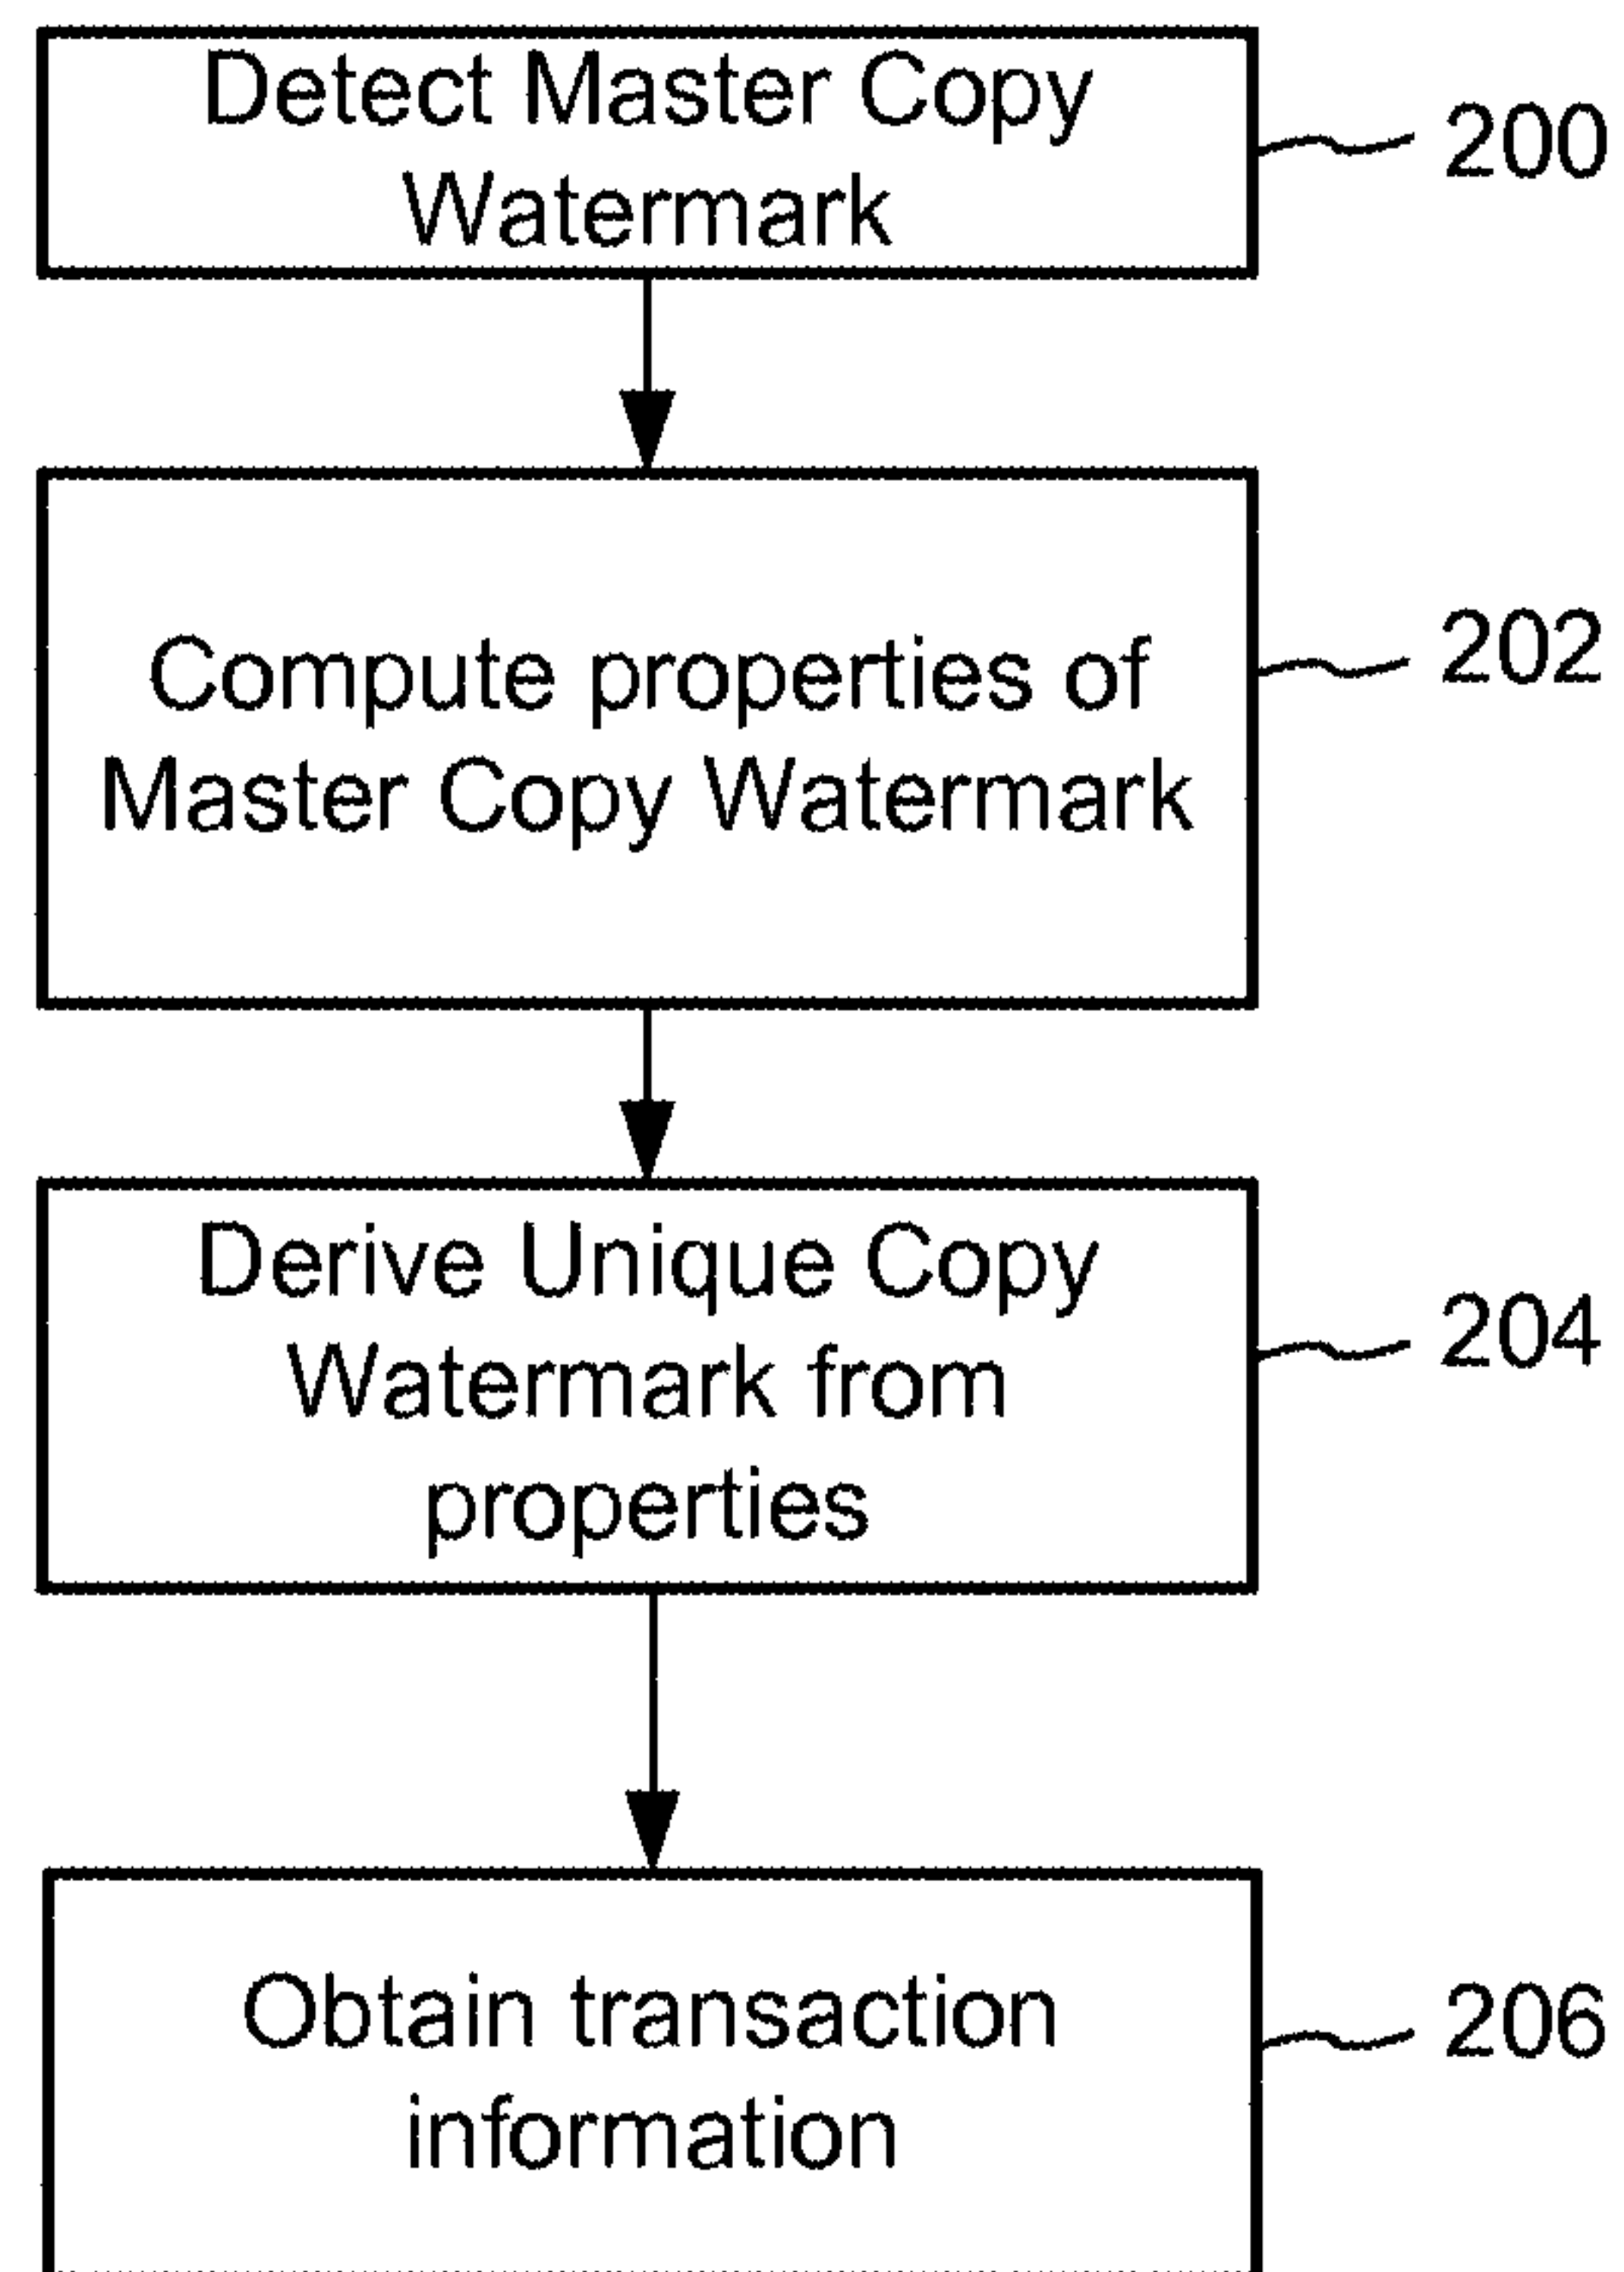 Detect Master Copy
Watermark
200
Compute properties of
Master Copy Watermark
202
Derive Unique Copy
Watermark from
properties
204
Obtain transaction
information
206